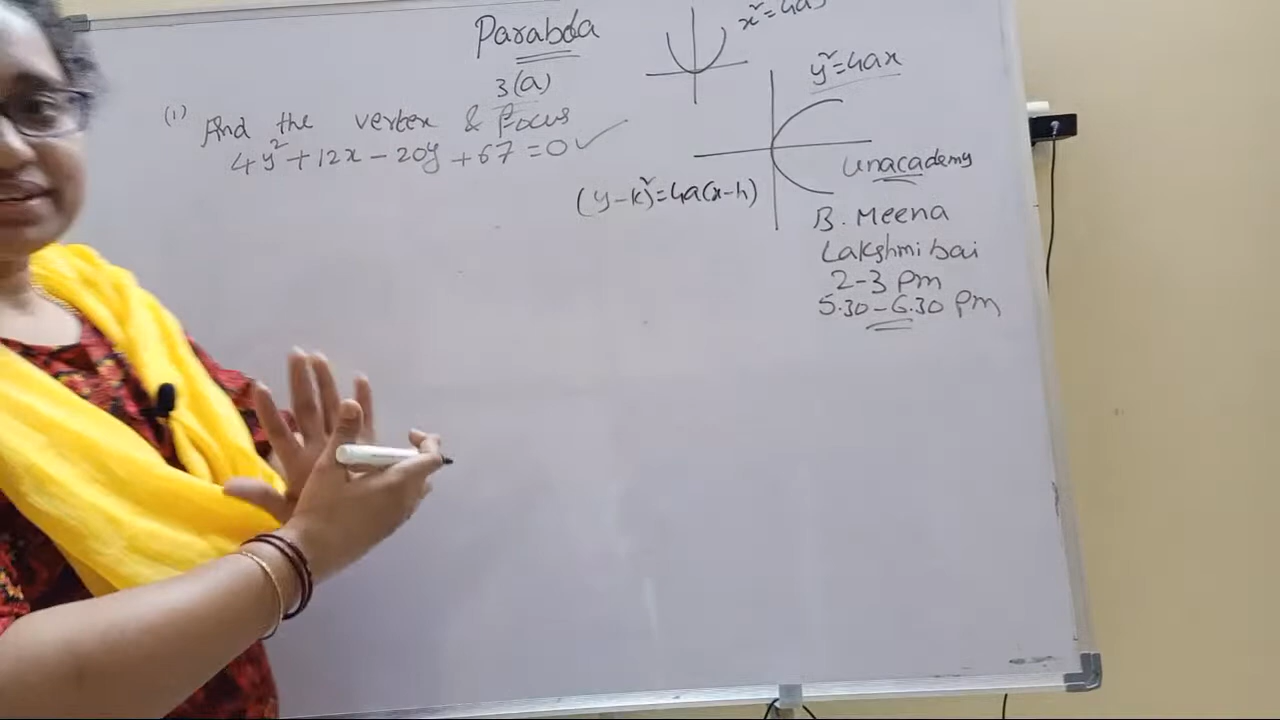 Parabola
3(a)
(1) Find the vertex & Focus
4y²+12x-20y+67=0✓
x²=4ay
y²=4ax
(y-k)²=4a(x-h)
unacademy
B. Meena
Lakshmi bai
2-3 pm
5.30-6.30 Pm